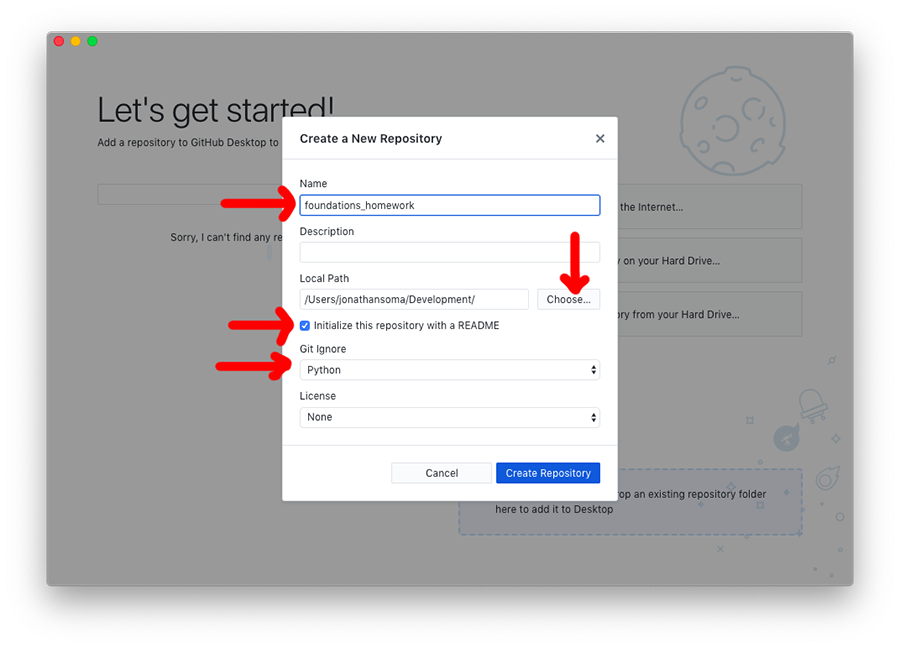 Let's get started!
Add a repository to GitHub Desktop to
Create a New Repository
Name
foundations_homework
the Internet...
Sorry, I can't find any re
Description
y on your Hard Drive...
Local Path
/Users/jonathansoma/Development/
Choose...
ory from your Hard Drive...
Initialize this repository with a README
Git Ignore
Python
License
None
Cancel
Create Repository
rop an existing repository folder
here to add it to Desktop